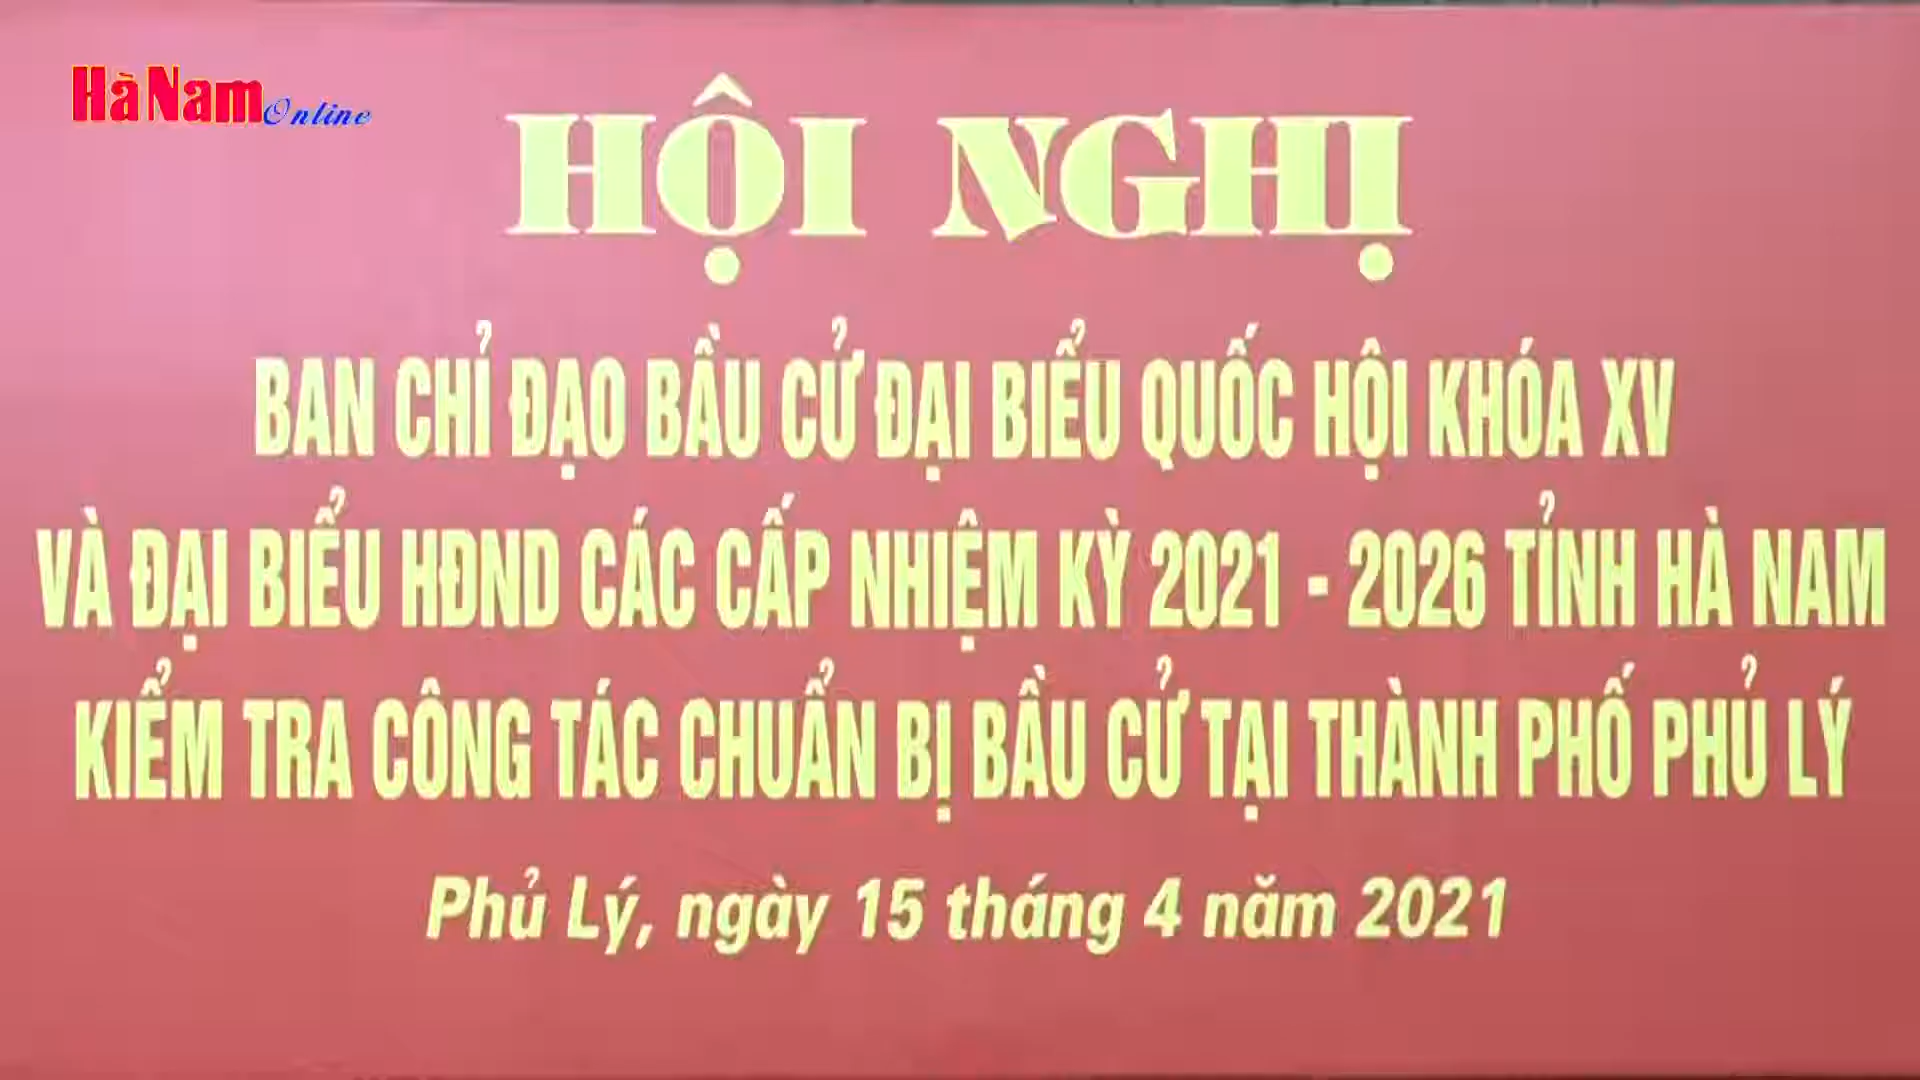 Hà Nam Online
HỘI NGHỊ
BAN CHỈ ĐẠO BẦU CỬ ĐẠI BIỂU QUỐC HỘI KHÓA XV
VÀ ĐẠI BIỂU HĐND CÁC CẤP NHIỆM KỲ 2021 - 2026 TỈNH HÀ NAM
KIỂM TRA CÔNG TÁC CHUẨN BỊ BẦU CỬ TẠI THÀNH PHỐ PHỦ LÝ
Phủ Lý, ngày 15 tháng 4 năm 2021